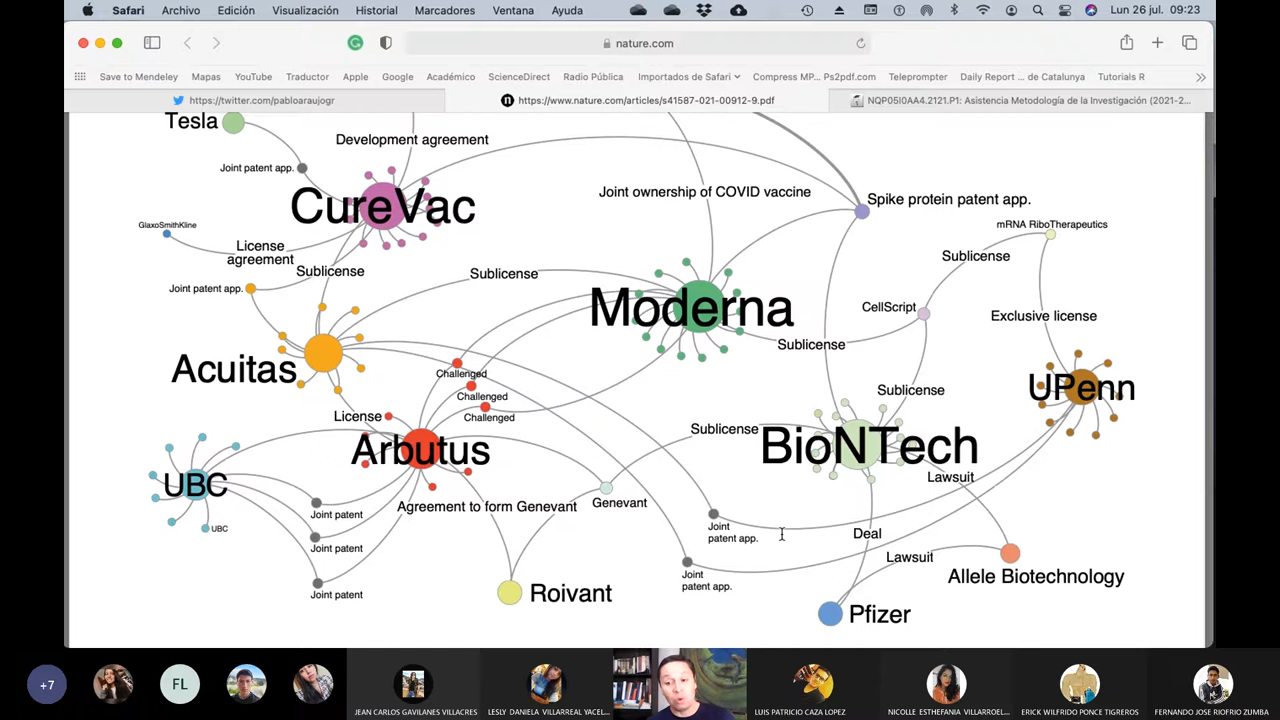 Safari Archivo Edición Visualización Historial Marcadores Ventana Ayuda Lun 26 jul. 09:23
nature.com
Save to Mendeley Mapas YouTube Traductor Apple Google Académico ScienceDirect Radio Pública Importados de Safari Compress MP... Ps2pdf.com Teleprompter Daily Report ... de Catalunya Tutorials R
https://twitter.com/pabloaraujogr https://www.nature.com/articles/s41587-021-00912-9.pdf NQP05I0AA4.2121.P1: Asistencia Metodología de la Investigación (2021-2...
Tesla
Development agreement
Joint patent app.
CureVac
Joint ownership of COVID vaccine
Spike protein patent app.
GlaxoSmithKline
mRNA RiboTherapeutics
License
agreement
Sublicense
Sublicense
Sublicense
Joint patent app.
Moderna
CellScript
Exclusive license
Sublicense
Acuitas
Challenged
Challenged
Challenged
Sublicense
UPenn
License
Arbutus
Sublicense
BioNTech
UBC
Lawsuit
Agreement to form Genevant
Genevant
Joint patent
UBC
Joint
patent app.
Deal
Joint patent
Lawsuit
Joint
patent app.
Allele Biotechnology
Joint patent
Roivant
Pfizer
+7
FL
JEAN CARLOS GAVILANES VILLACRES
LESLY DANIELA VILLARREAL YACEL...
LUIS PATRICIO CAZA LOPEZ
NICOLLE ESTHEFANIA VILLARROEL...
ERICK WILFRIDO PONCE TIGREROS
FERNANDO JOSE RIOFRIO ZUMBA